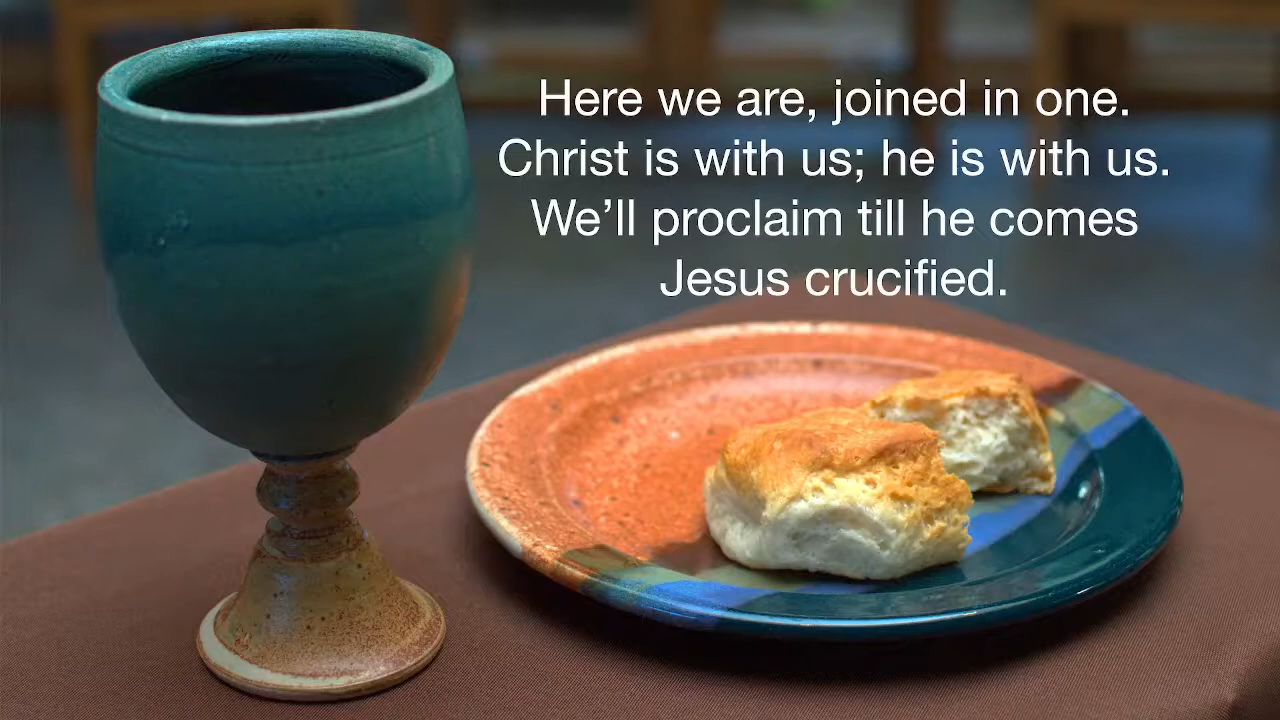 Here we are, joined in one.
Christ is with us; he is with us.
We’ll proclaim till he comes
Jesus crucified.